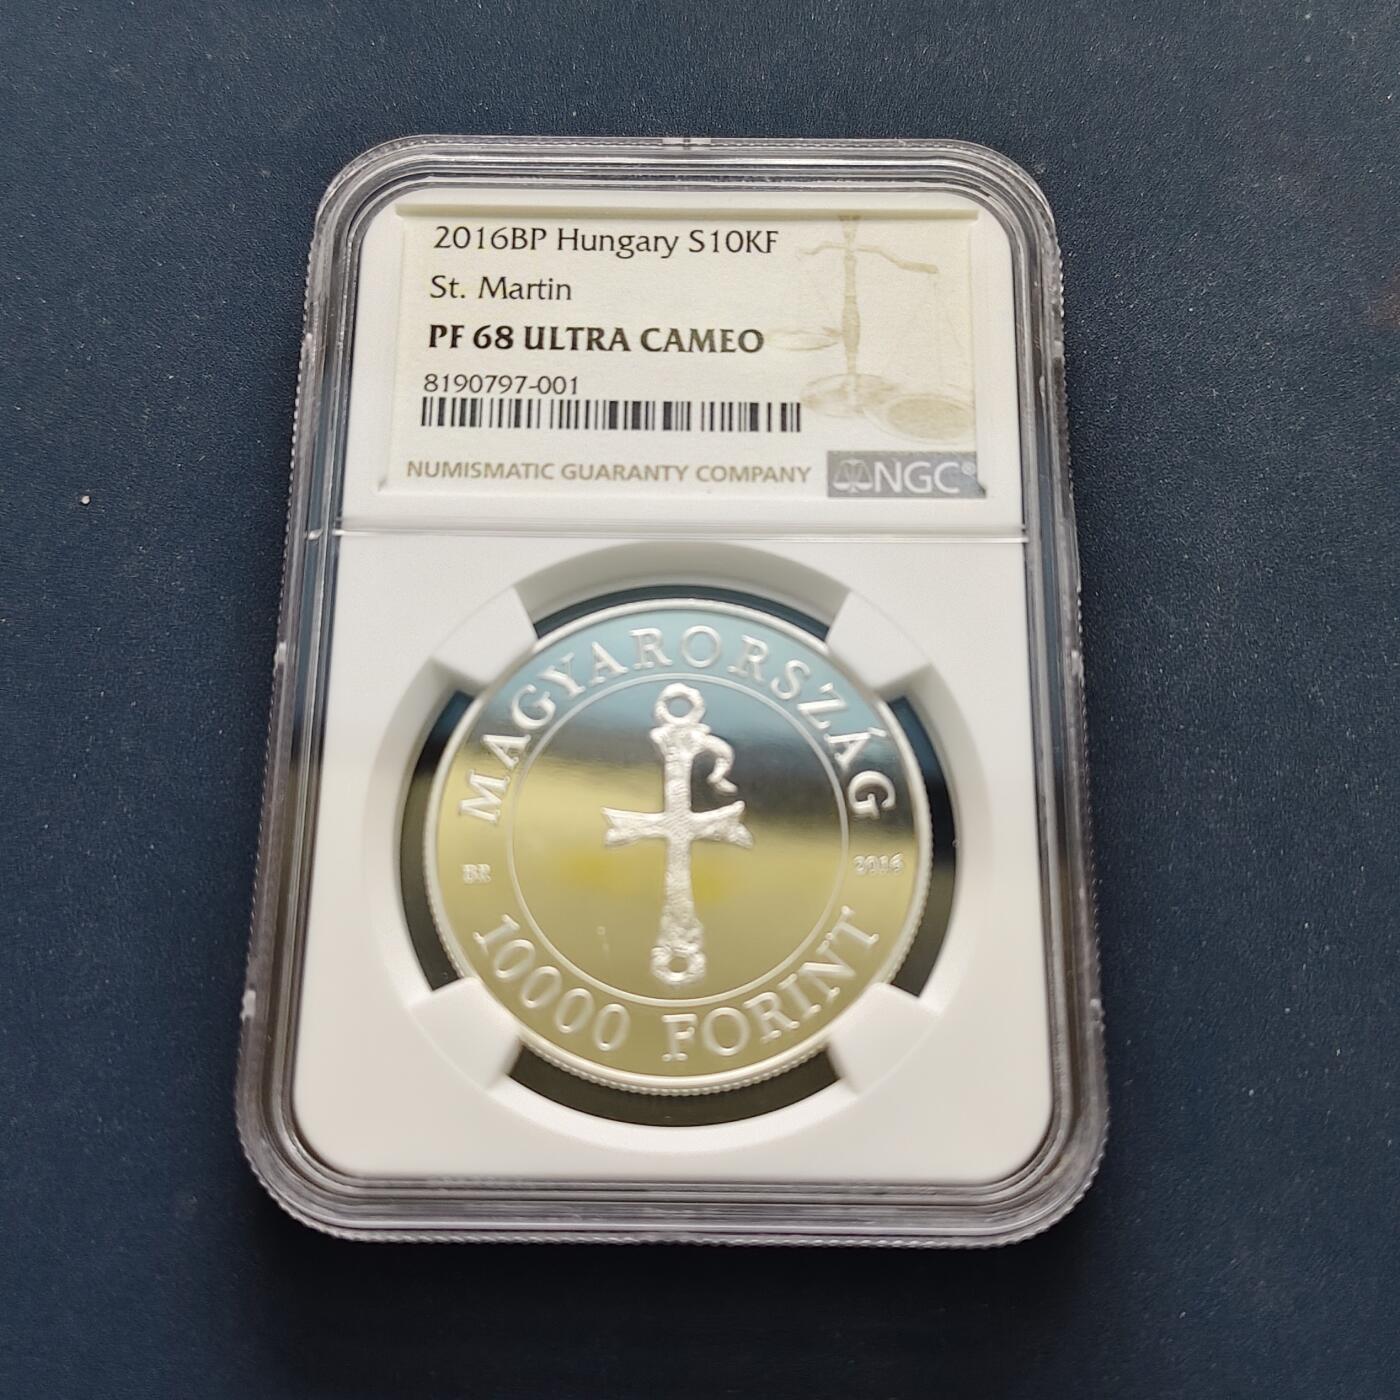 2016BP Hungary S10KF
St. Martin
PF 68 ULTRA CAMEO
8190797-001
NUMISMATIC GUARANTY COMPANY
NGC®
MAGYARORSZÁG
BP.
2016
10000 FORINT